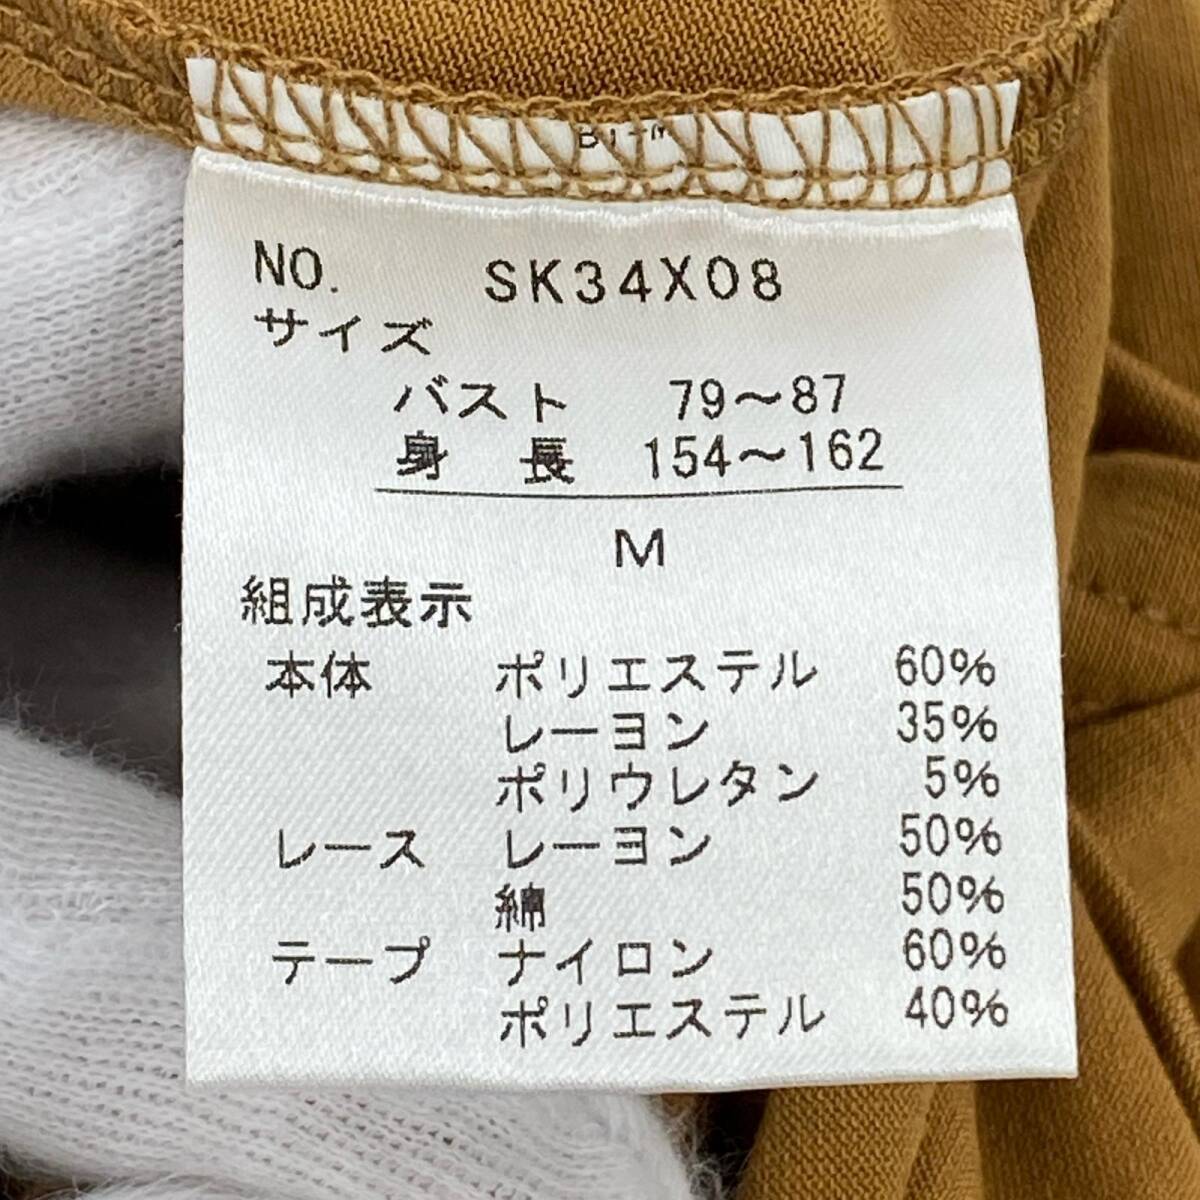 NO. SK34X08
サイズ
バスト 79～87
身 長 154～162
M
組成表示
本体 ポリエステル 60%
レーヨン 35%
ポリウレタン 5%
レース レーヨン 50%
綿 50%
テープ ナイロン 60%
ポリエステル 40%